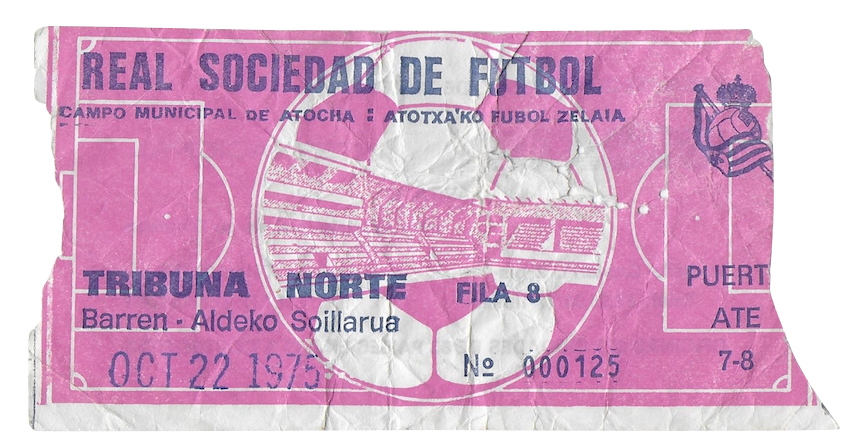 REAL SOCIEDAD DE FUTBOL
CAMPO MUNICIPAL DE ATOCHA : ATOTXA'KO FUBOL ZELAIA
TRIBUNA NORTE FILA 8
Barren - Aldeko Soillarua
OCT 22 1975
Nº 000125
PUERT
ATE
7-8